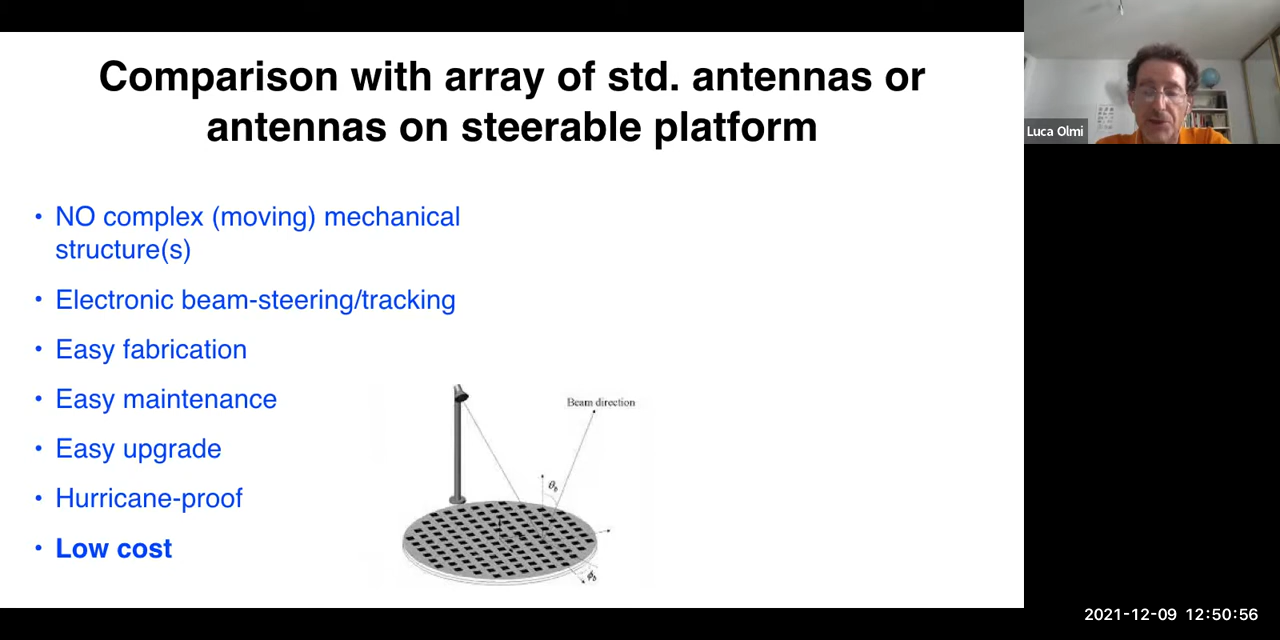 Comparison with array of std. antennas or
antennas on steerable platform
Luca Olmi
• NO complex (moving) mechanical
structure(s)
• Electronic beam-steering/tracking
• Easy fabrication
• Easy maintenance
Beam direction
• Easy upgrade
• Hurricane-proof
• Low cost
2021-12-09 12:50:56